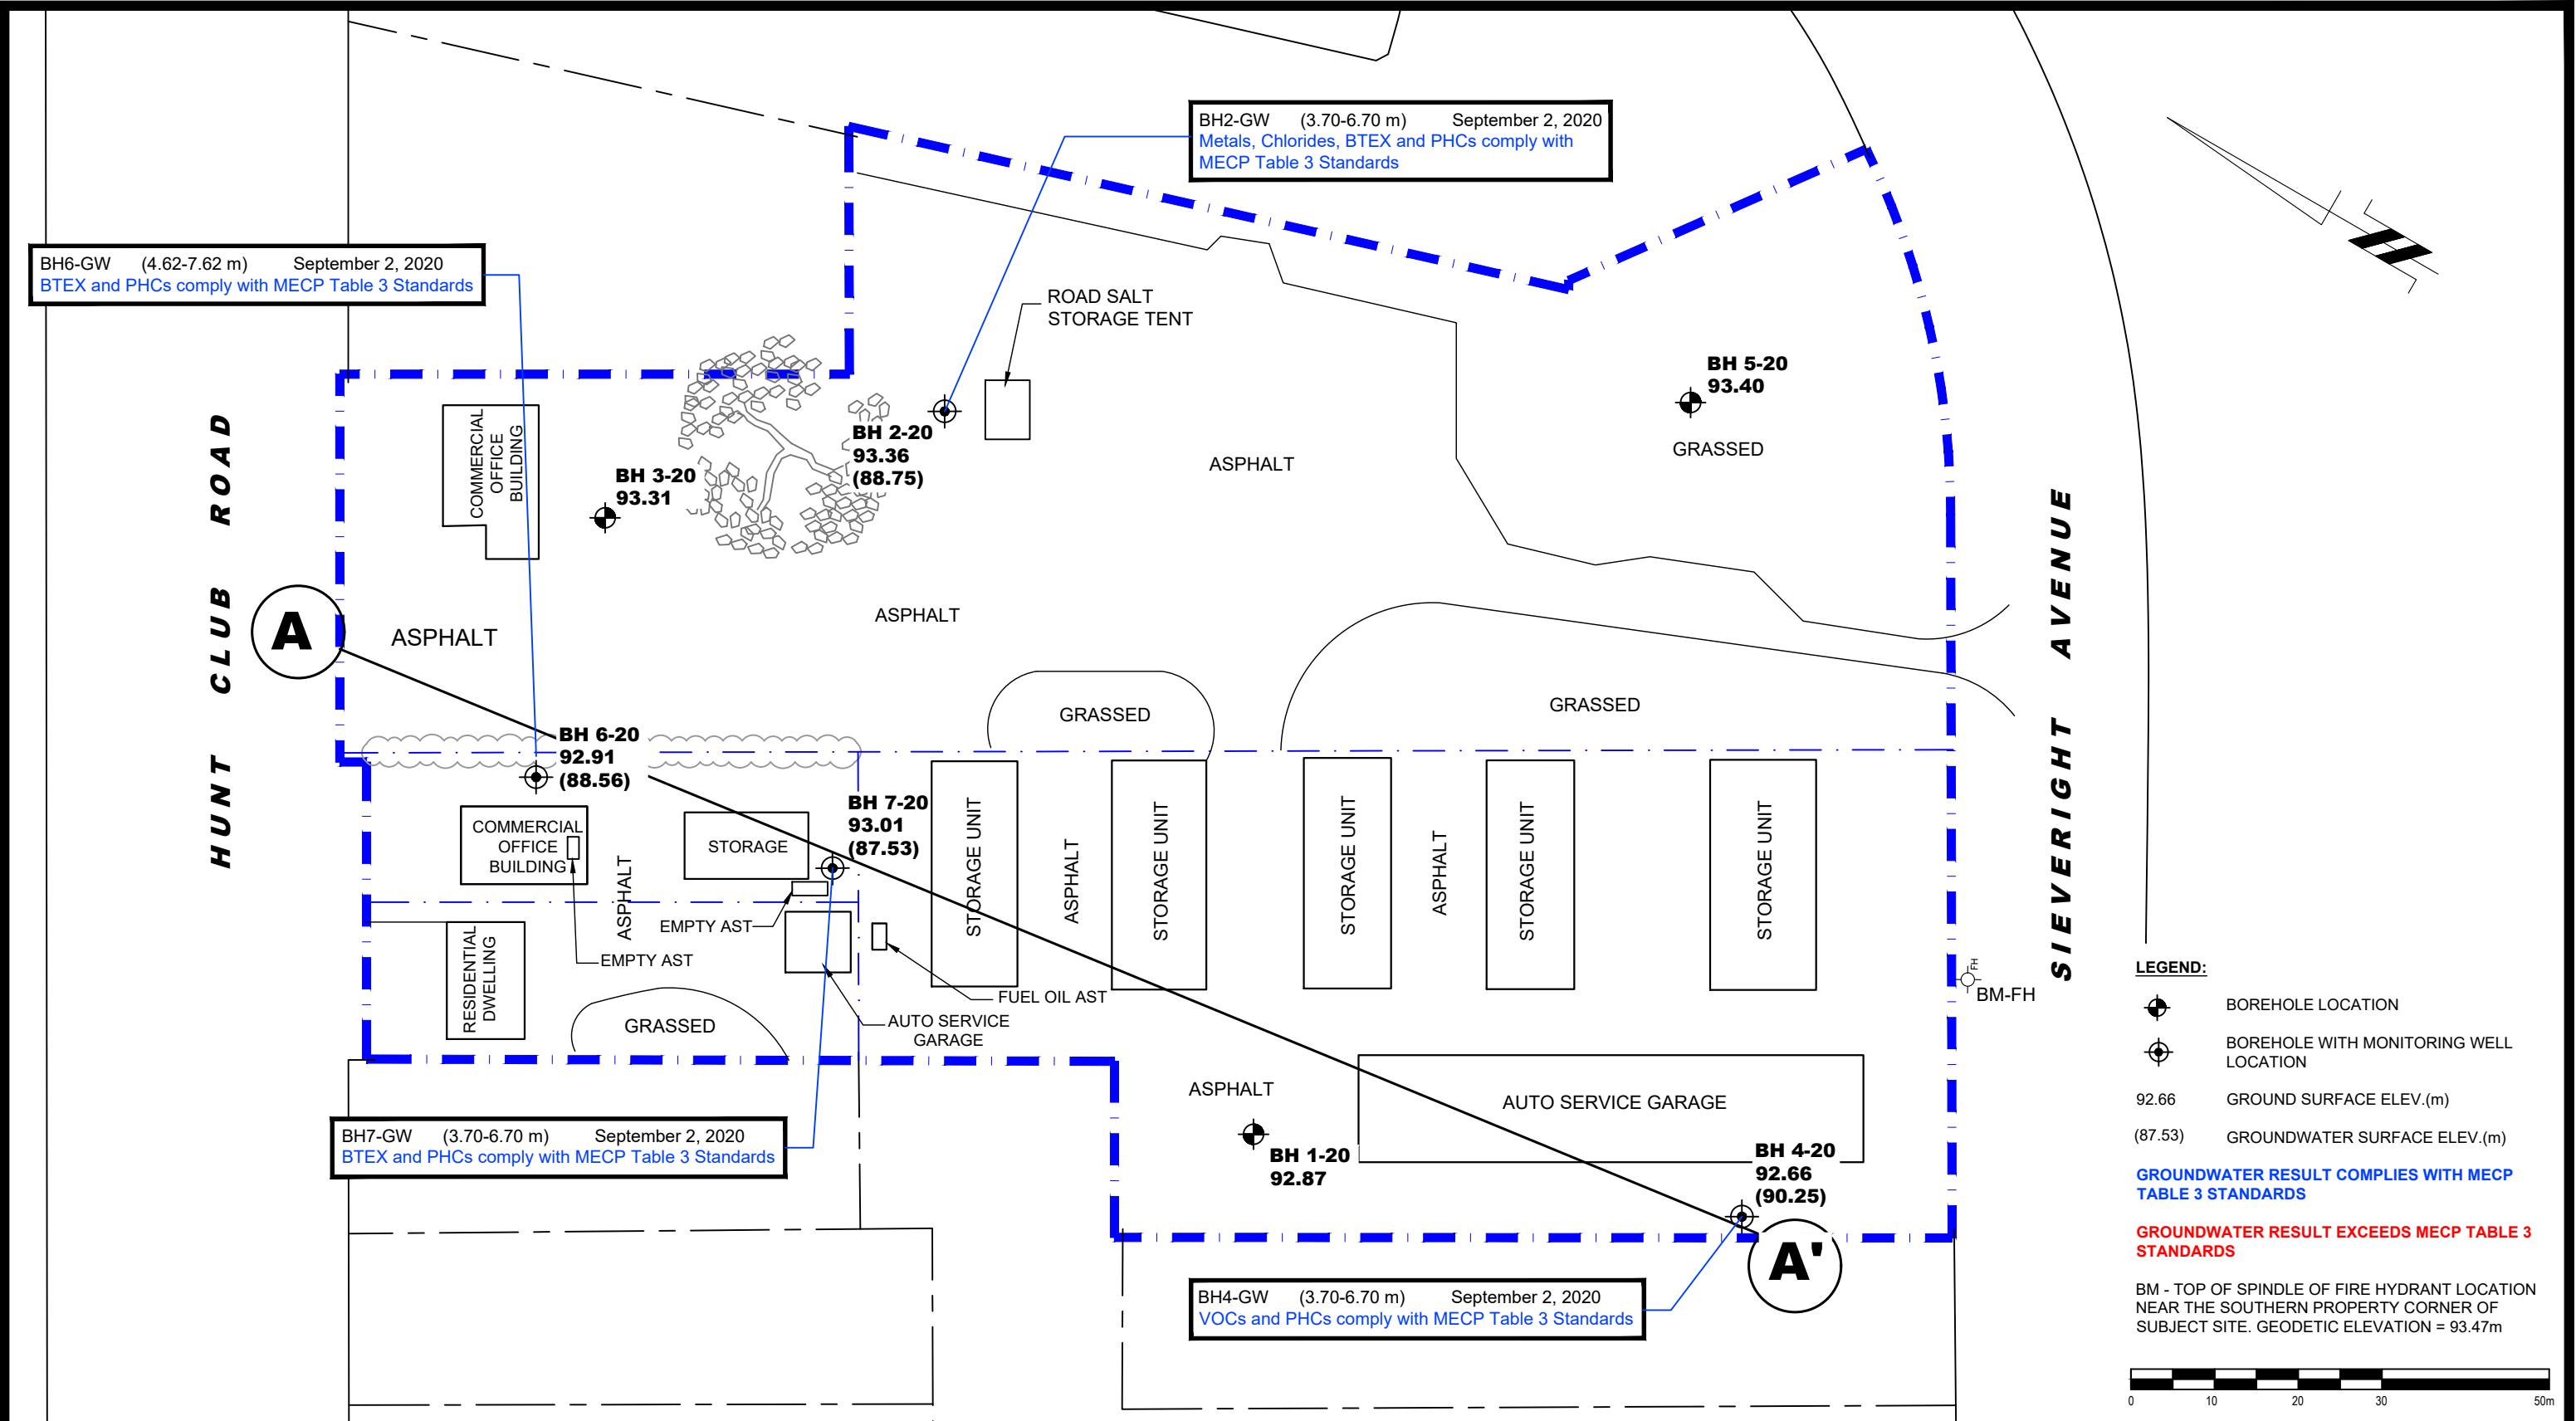 BH2-GW (3.70-6.70 m) September 2, 2020
Metals, Chlorides, BTEX and PHCs comply with
MECP Table 3 Standards
BH6-GW (4.62-7.62 m) September 2, 2020
BTEX and PHCs comply with MECP Table 3 Standards
ROAD SALT
STORAGE TENT
BH 5-20
93.40
GRASSED
COMMERCIAL
OFFICE
BUILDING
BH 3-20
93.31
BH 2-20
93.36
(88.75)
ASPHALT
HUNT CLUB ROAD
SIEVERIGHT AVENUE
A
ASPHALT
ASPHALT
GRASSED
GRASSED
BH 6-20
92.91
(88.56)
BH 7-20
93.01
(87.53)
COMMERCIAL
OFFICE
BUILDING
ASPHALT
STORAGE
STORAGE UNIT
ASPHALT
STORAGE UNIT
STORAGE UNIT
ASPHALT
STORAGE UNIT
STORAGE UNIT
EMPTY AST
EMPTY AST
RESIDENTIAL
DWELLING
GRASSED
FUEL OIL AST
AUTO SERVICE
GARAGE
FH
BM-FH
ASPHALT
AUTO SERVICE GARAGE
BH 1-20
92.87
BH 4-20
92.66
(90.25)
A'
BH7-GW (3.70-6.70 m) September 2, 2020
BTEX and PHCs comply with MECP Table 3 Standards
BH4-GW (3.70-6.70 m) September 2, 2020
VOCs and PHCs comply with MECP Table 3 Standards
LEGEND:
BOREHOLE LOCATION
BOREHOLE WITH MONITORING WELL
LOCATION
92.66 GROUND SURFACE ELEV.(m)
(87.53) GROUNDWATER SURFACE ELEV.(m)
GROUNDWATER RESULT COMPLIES WITH MECP
TABLE 3 STANDARDS
GROUNDWATER RESULT EXCEEDS MECP TABLE 3
STANDARDS
BM - TOP OF SPINDLE OF FIRE HYDRANT LOCATION
NEAR THE SOUTHERN PROPERTY CORNER OF
SUBJECT SITE. GEODETIC ELEVATION = 93.47m
0 10 20 30 50m